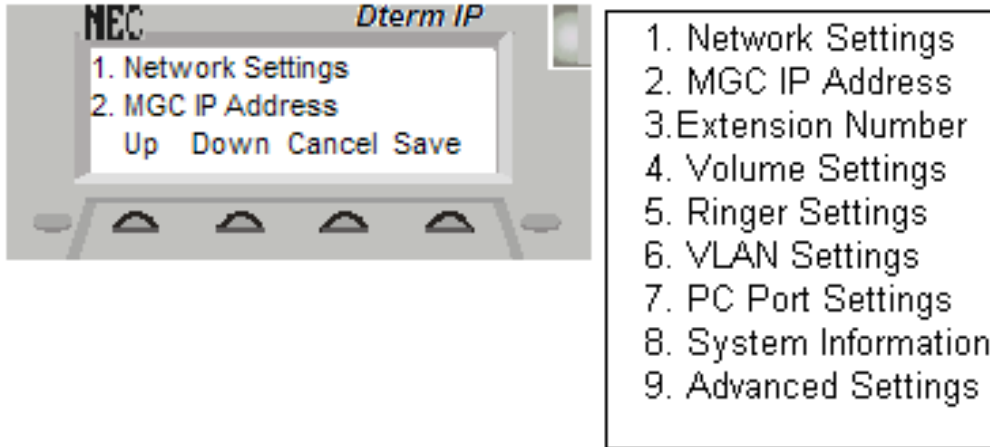 NEC
Dterm IP
1. Network Settings
2. MGC IP Address
Up Down Cancel Save
1. Network Settings
2. MGC IP Address
3.Extension Number
4. Volume Settings
5. Ringer Settings
6. VLAN Settings
7. PC Port Settings
8. System Information
9. Advanced Settings